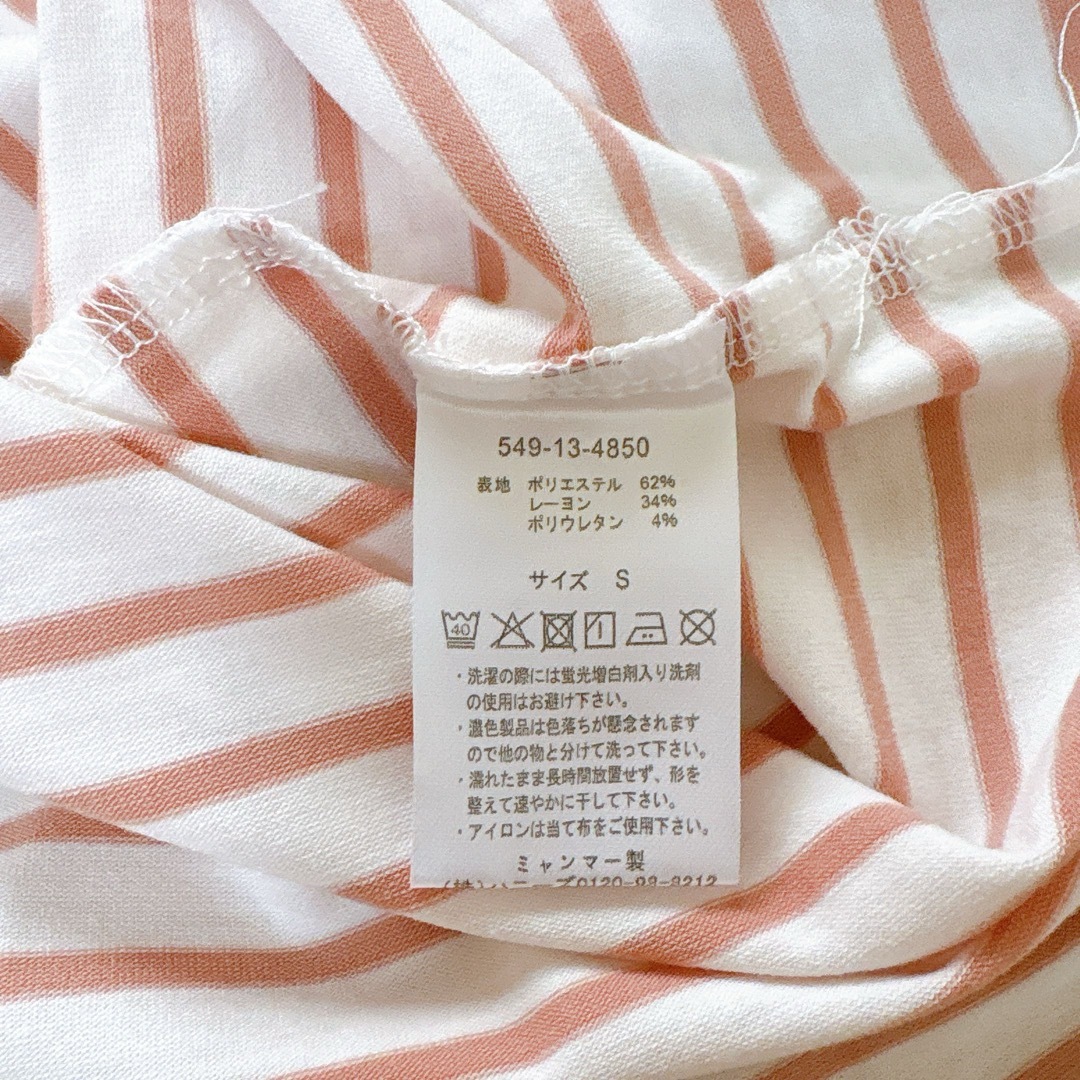 549-13-4850
表地 ポリエステル 62%
レーヨン 34%
ポリウレタン 4%
サイズ S
40
・洗濯の際には蛍光増白剤入り洗剤
の使用はお避け下さい。
・濃色製品は色落ちが懸念されます
ので他の物と分けて洗って下さい。
・濡れたまま長時間放置せず、形を
整えて速やかに干して下さい。
・アイロンは当て布をご使用下さい。
ミャンマー製